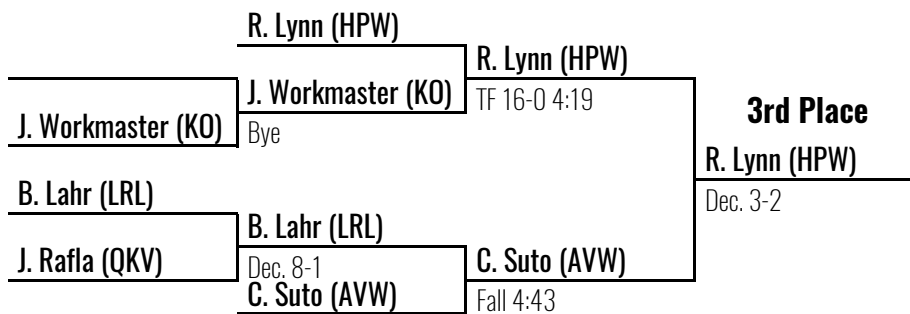 R. Lynn (HPW)
R. Lynn (HPW)
J. Workmaster (KO)
TF 16-0 4:19
3rd Place
J. Workmaster (KO)
Bye
R. Lynn (HPW)
Dec. 3-2
B. Lahr (LRL)
B. Lahr (LRL)
J. Rafla (QKV)
Dec. 8-1
C. Suto (AVW)
C. Suto (AVW)
Fall 4:43